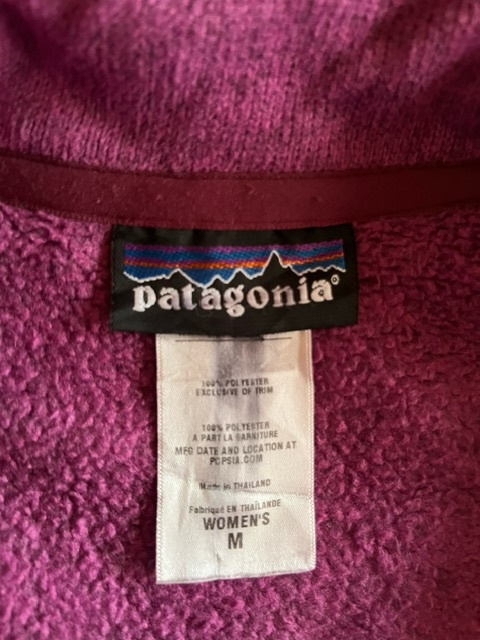 patagonia®
100% POLYESTER
EXCLUSIVE OF TRIM
100% POLYESTER
A PART LA GARNITURE
MFG DATE AND LOCATION AT
PCPSIA.COM
Made in THAILAND
Fabriqué EN THAÏLANDE
WOMEN'S
M